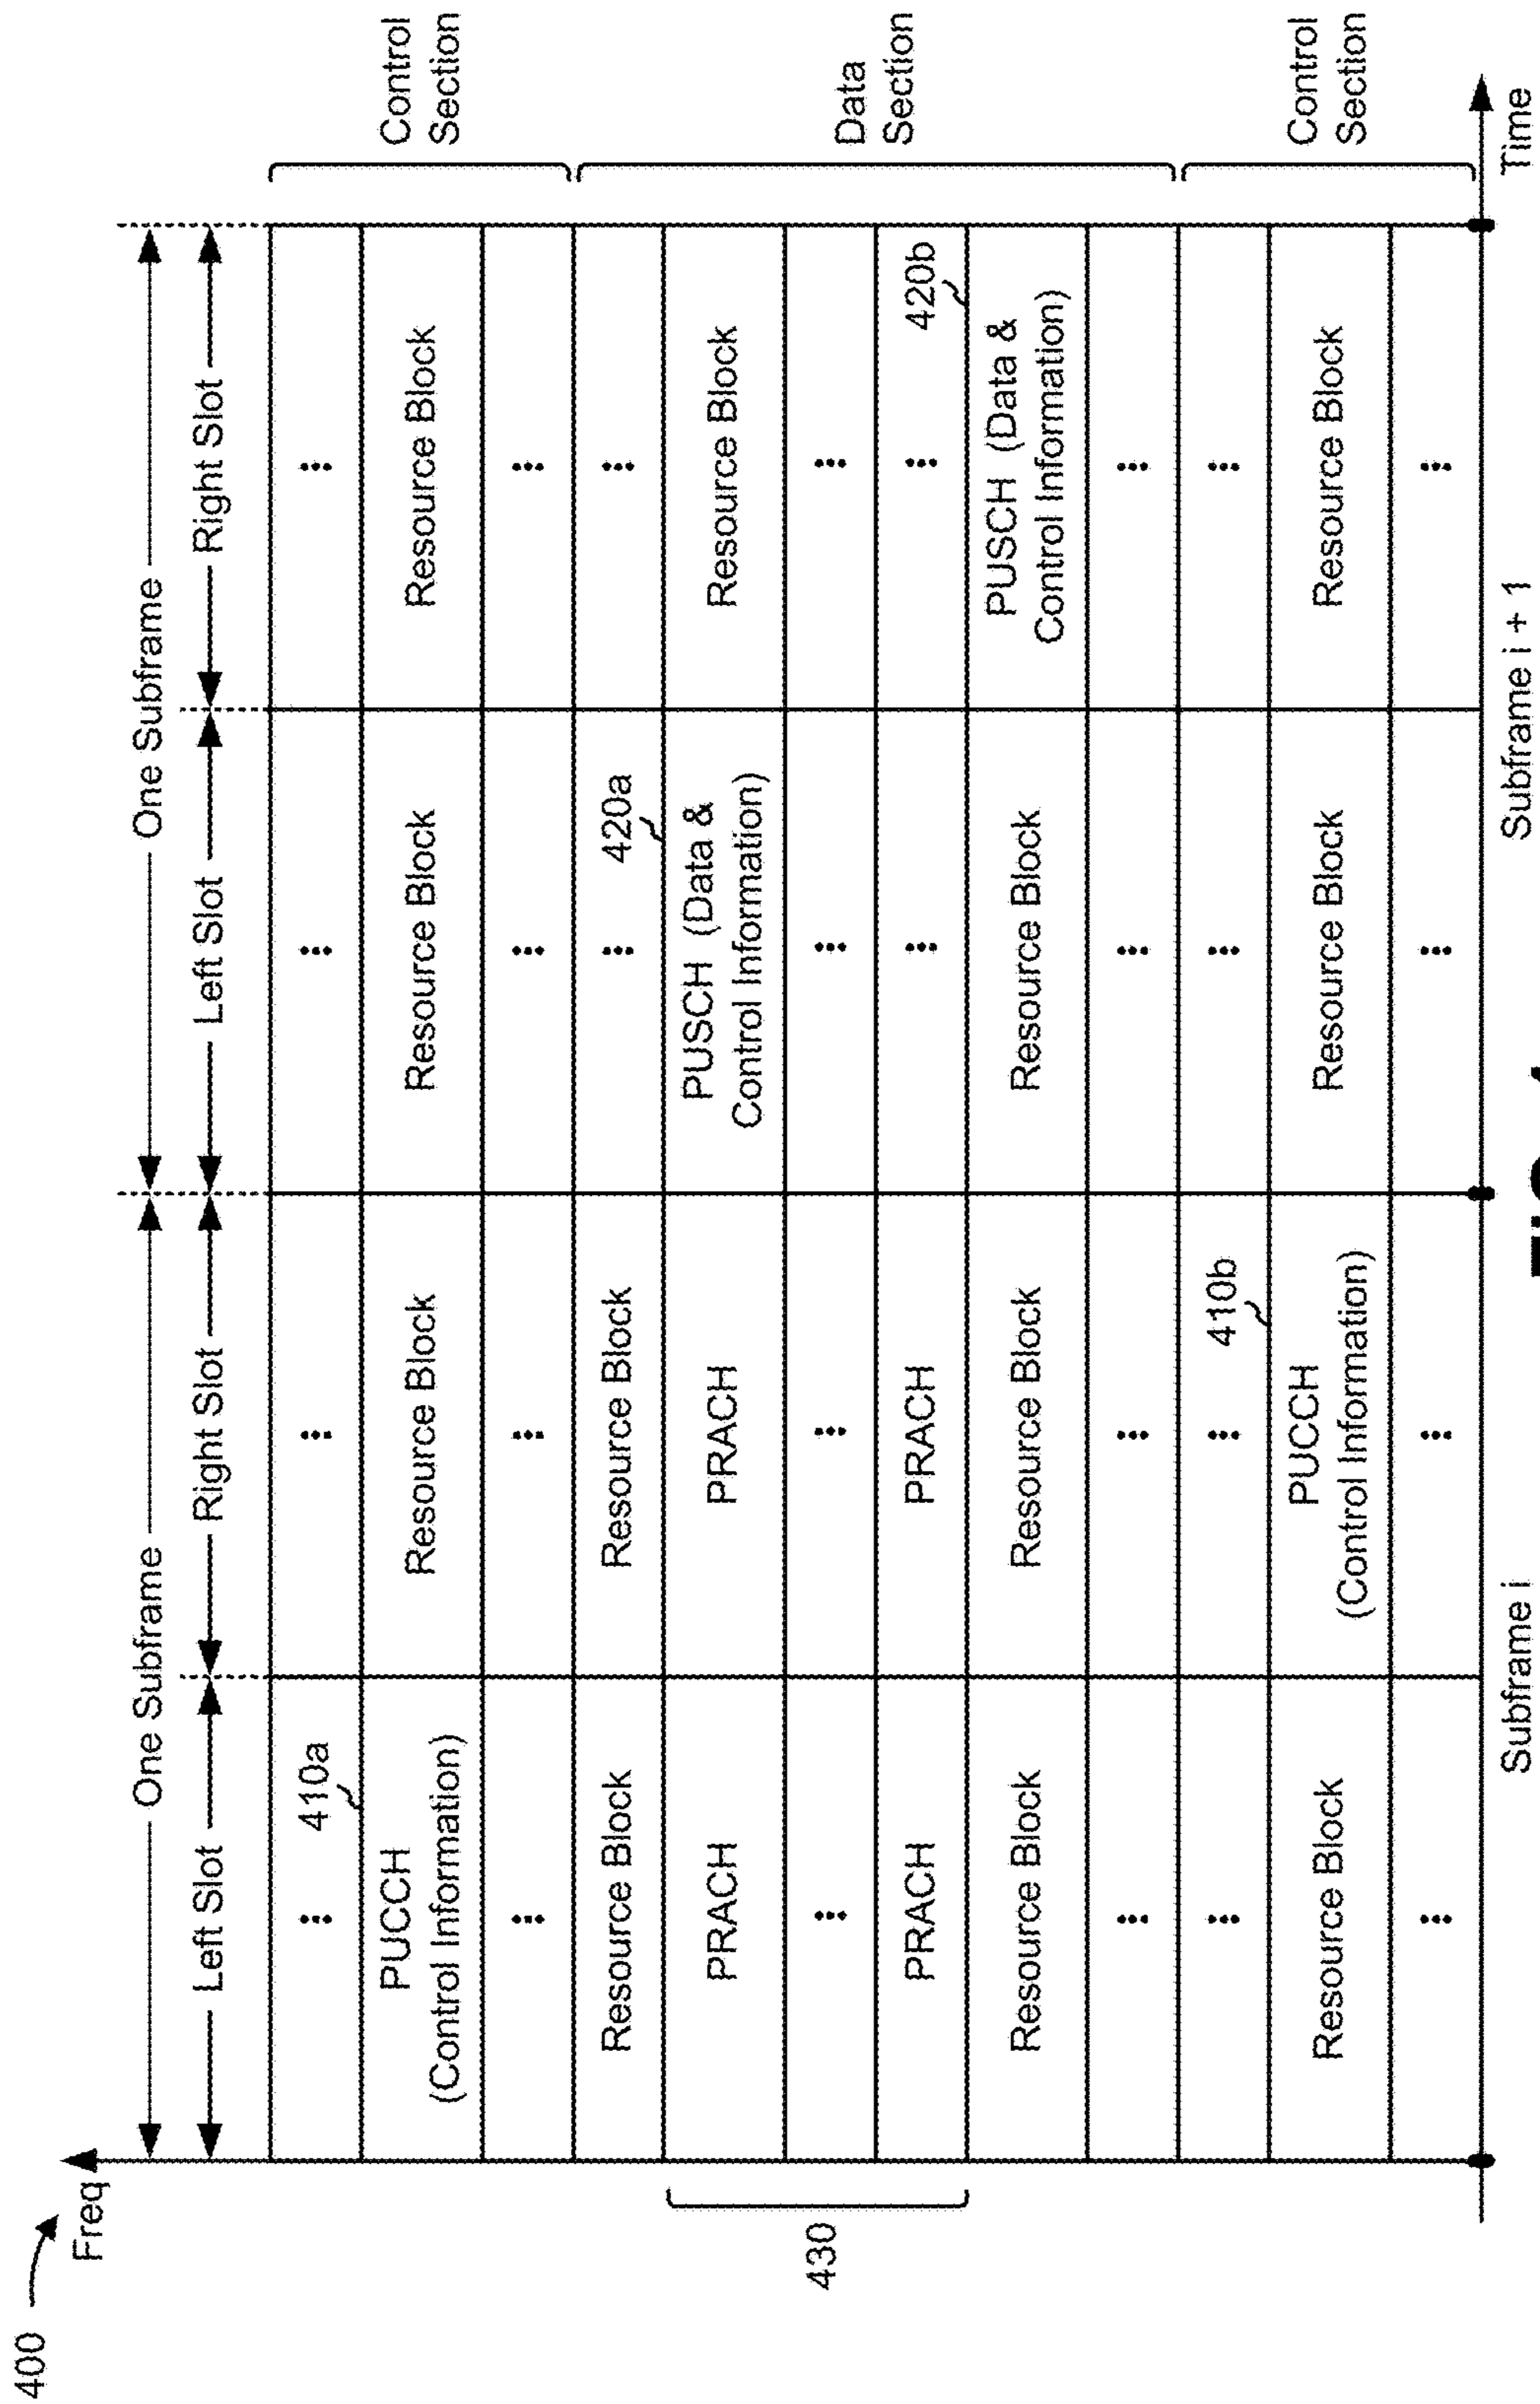 400
Freq
One Subframe
One Subframe
Left Slot
Right Slot
Left Slot
Right Slot
410a
PUCCH
(Control Information)
Resource Block
Resource Block
Resource Block
Control
Section
Resource Block
Resource Block
420a
430
PRACH
PRACH
PUSCH (Data &
Control Information)
Resource Block
PRACH
PRACH
420b
Data
Section
Resource Block
Resource Block
Resource Block
PUSCH (Data &
Control Information)
410b
Resource Block
PUCCH
(Control Information)
Resource Block
Resource Block
Control
Section
Time
Subframe i
Subframe i + 1